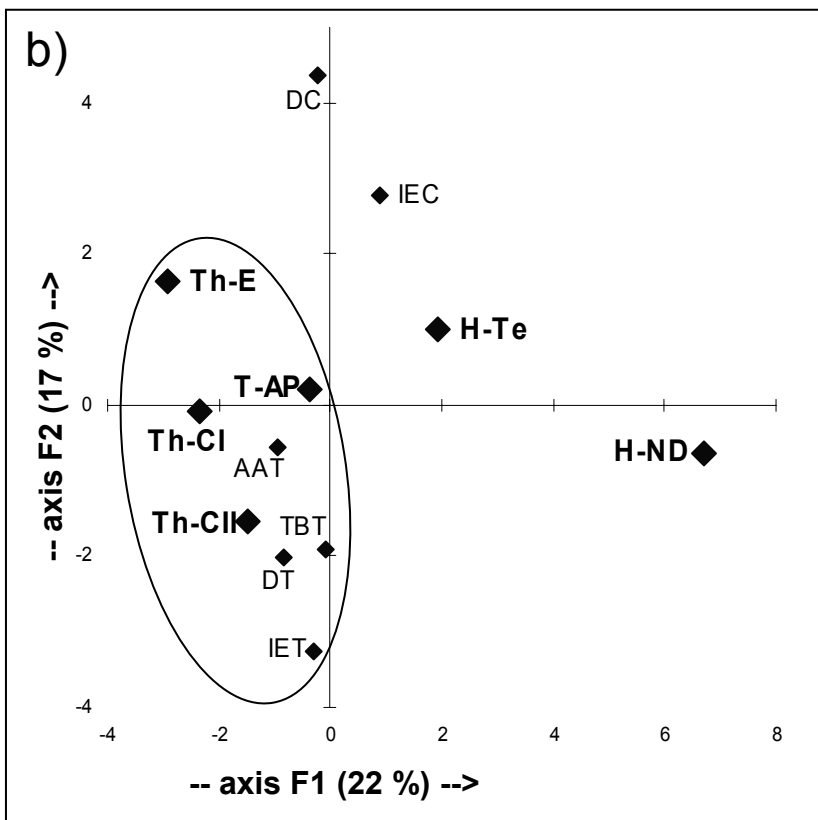 b)
4
DC
IEC
2
Th-E
H-Te
T-AP
0
Th-CI
AAT
H-ND
Th-CII
TBT
-2
DT
IET
-4
-4 -2 0 2 4 6 8
-- axis F1 (22 %) -->
-- axis F2 (17 %) -->